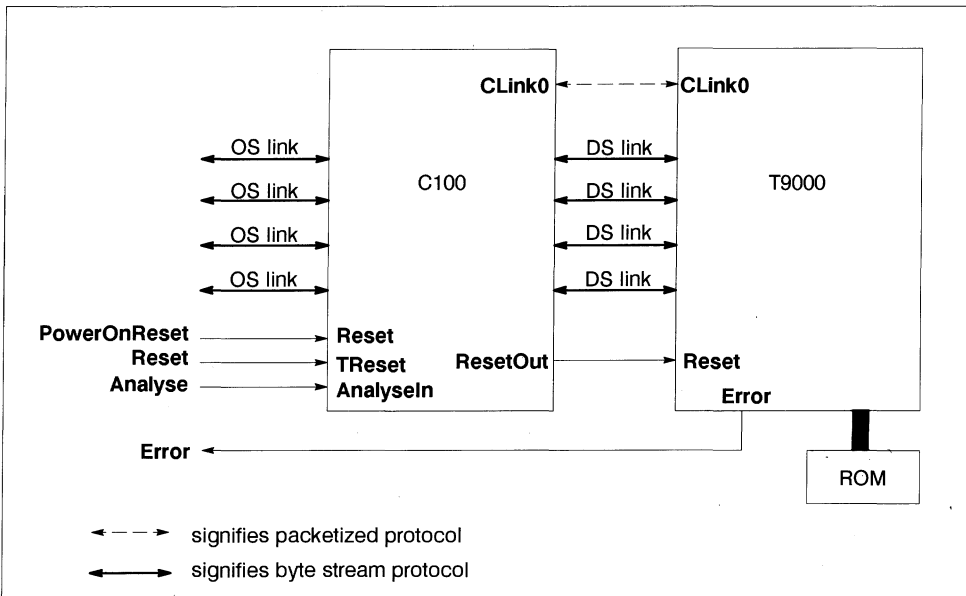 CLink0
CLink0
OS link
DS link
C100
T9000
OS link
DS link
OS link
DS link
OS link
DS link
PowerOnReset
Reset
Reset
TReset
ResetOut
Reset
Analyse
AnalyseIn
Error
Error
ROM
signifies packetized protocol
signifies byte stream protocol